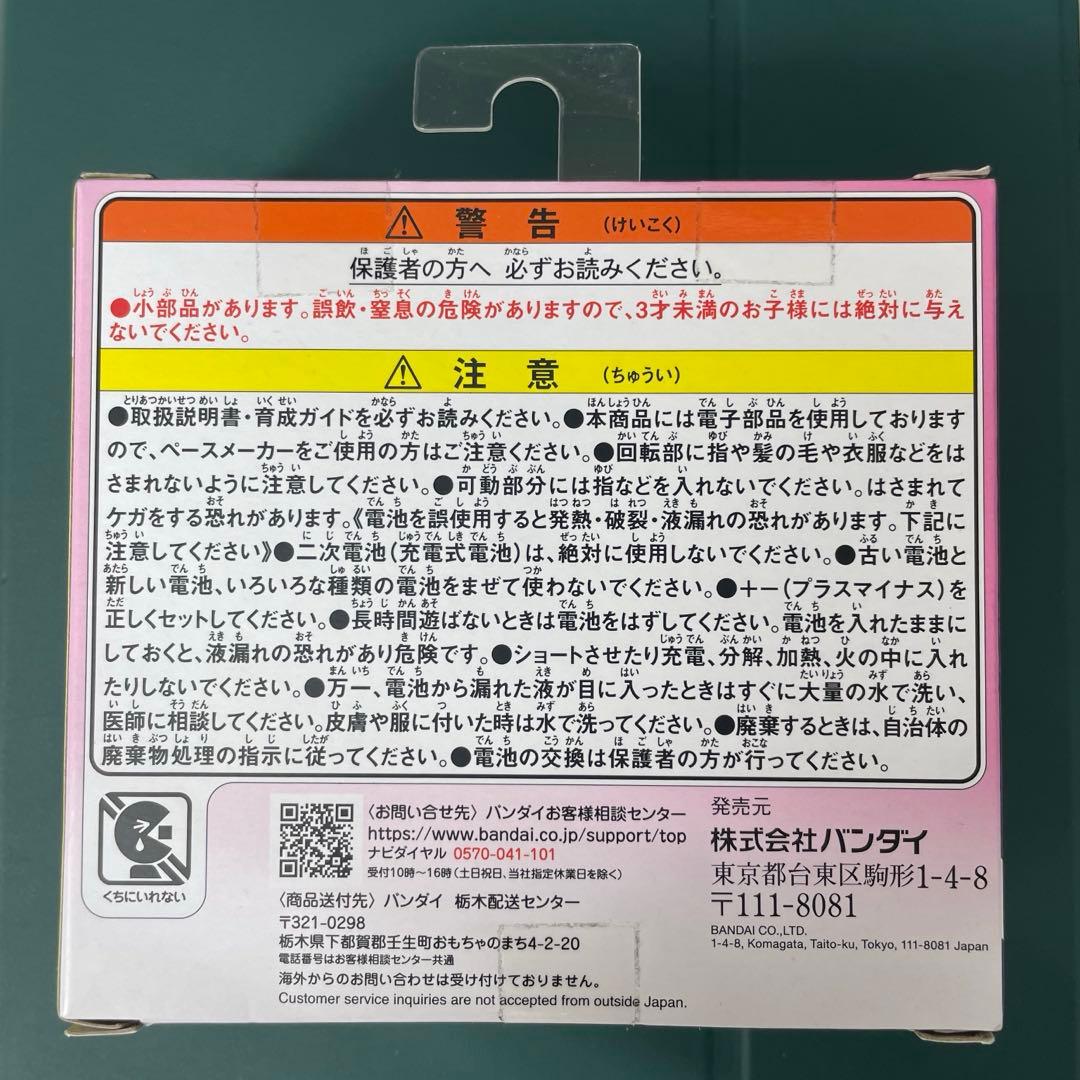 ⚠ 警告 (けいこく)
保護者の方へ 必ずお読みください。
●小部品があります。誤飲・窒息の危険がありますので、3才未満のお子様には絶対に与え
ないでください。
⚠ 注意 (ちゅうい)
●取扱説明書・育成ガイドを必ずお読みください。●本商品には電子部品を使用しております
ので、ペースメーカーをご使用の方はご注意ください。●回転部に指や髪の毛や衣服などをは
さまれないように注意してください。●可動部分には指などを入れないでください。はさまれて
ケガをする恐れがあります。《電池を誤使用すると発熱・破裂・液漏れの恐れがあります。下記に
注意してください》●二次電池(充電式電池)は、絶対に使用しないでください。●古い電池と
新しい電池、いろいろな種類の電池をまぜて使わないでください。●+−(プラスマイナス)を
正しくセットしてください。●長時間遊ばないときは電池をはずしてください。電池を入れたままに
しておくと、液漏れの恐れがあり危険です。●ショートさせたり充電、分解、加熱、火の中に入れ
たりしないでください。●万一、電池から漏れた液が目に入ったときはすぐに大量の水で洗い、
医師に相談してください。皮膚や服に付いた時は水で洗ってください。●廃棄するときは、自治体の
廃棄物処理の指示に従ってください。●電池の交換は保護者の方が行ってください。
くちにいれない
〈お問い合せ先〉バンダイお客様相談センター
https://www.bandai.co.jp/support/top
ナビダイヤル 0570-041-101
受付10時〜16時(土日祝日、当社指定休業日を除く)
〈商品送付先〉バンダイ 栃木配送センター
〒321-0298
栃木県下都賀郡壬生町おもちゃのまち4-2-20
電話番号はお客様相談センター共通
海外からのお問い合わせは受け付けておりません。
Customer service inquiries are not accepted from outside Japan.
発売元
株式会社バンダイ
東京都台東区駒形1-4-8
〒111-8081
BANDAI CO.,LTD.
1-4-8, Komagata, Taito-ku, Tokyo, 111-8081 Japan